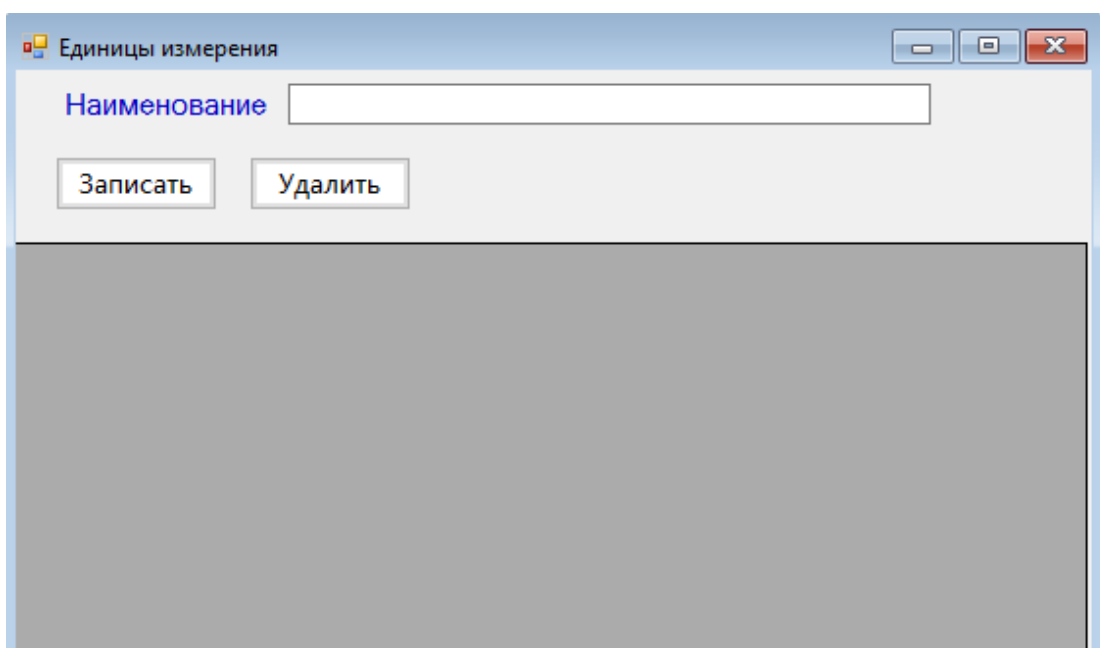 Единицы измерения
Наименование
Записать Удалить